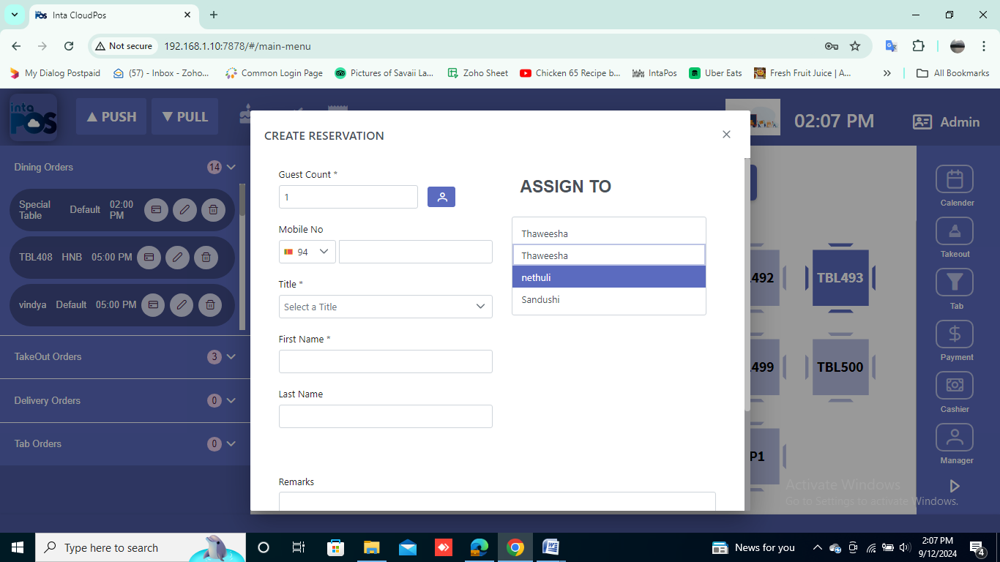 Inta CloudPos
Not secure
192.168.1.10:7878/#/main-menu
My Dialog Postpaid
(57) - Inbox - Zoho...
Common Login Page
Pictures of Savaii La...
Zoho Sheet
Chicken 65 Recipe b...
IntaPos
Uber Eats
Fresh Fruit Juice | A...
All Bookmarks
inta
POS
PUSH
PULL
02:07 PM
Admin
Dining Orders
14
Special Table
Default
02:00 PM
TBL408
HNB
05:00 PM
vindya
Default
05:00 PM
TakeOut Orders
3
Delivery Orders
0
Tab Orders
0
CREATE RESERVATION
Guest Count *
1
Mobile No
94
Title *
Select a Title
First Name *
Last Name
Remarks
ASSIGN TO
Thaweesha
Thaweesha
nethuli
Sandushi
492
TBL493
499
TBL500
P1
Calender
Takeout
Tab
Payment
Cashier
Manager
Activate Windows
Go to Settings to activate Windows.
Type here to search
News for you
2:07 PM
9/12/2024
4